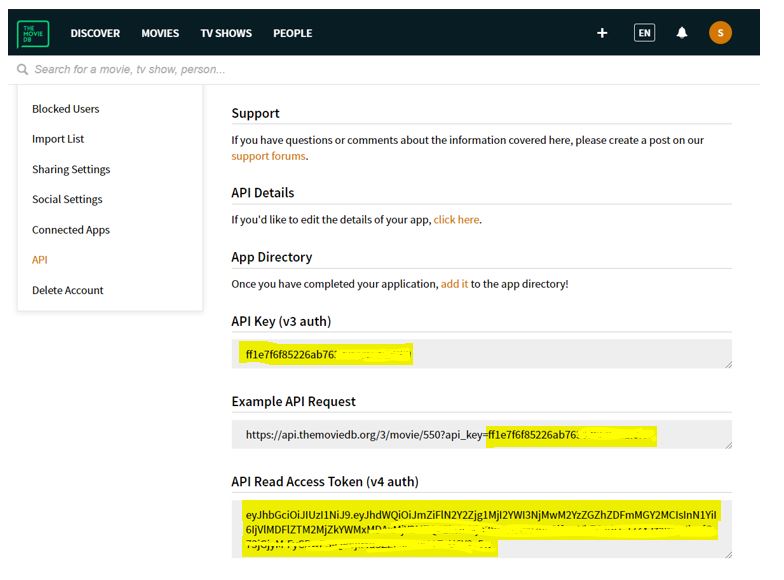 THE
MOVIE
DB
DISCOVER MOVIES TV SHOWS PEOPLE + EN S
Search for a movie, tv show, person...
Blocked Users
Import List
Sharing Settings
Social Settings
Connected Apps
API
Delete Account
Support
If you have questions or comments about the information covered here, please create a post on our
support forums.
API Details
If you'd like to edit the details of your app, click here.
App Directory
Once you have completed your application, add it to the app directory!
API Key (v3 auth)
ff1e7f6f85226ab76
Example API Request
https://api.themoviedb.org/3/movie/550?api_key=ff1e7f6f85226ab76
API Read Access Token (v4 auth)